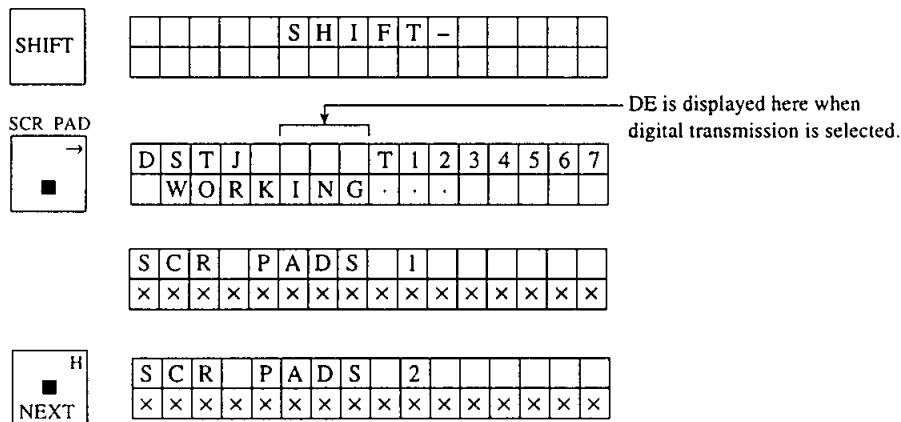 SHIFT
SHIFT–
DE is displayed here when
digital transmission is selected.
SCR PAD
→
DSTJ T1234567
WORKING...
SCR PADS 1
××××××××××××××××
H
NEXT
SCR PADS 2
××××××××××××××××